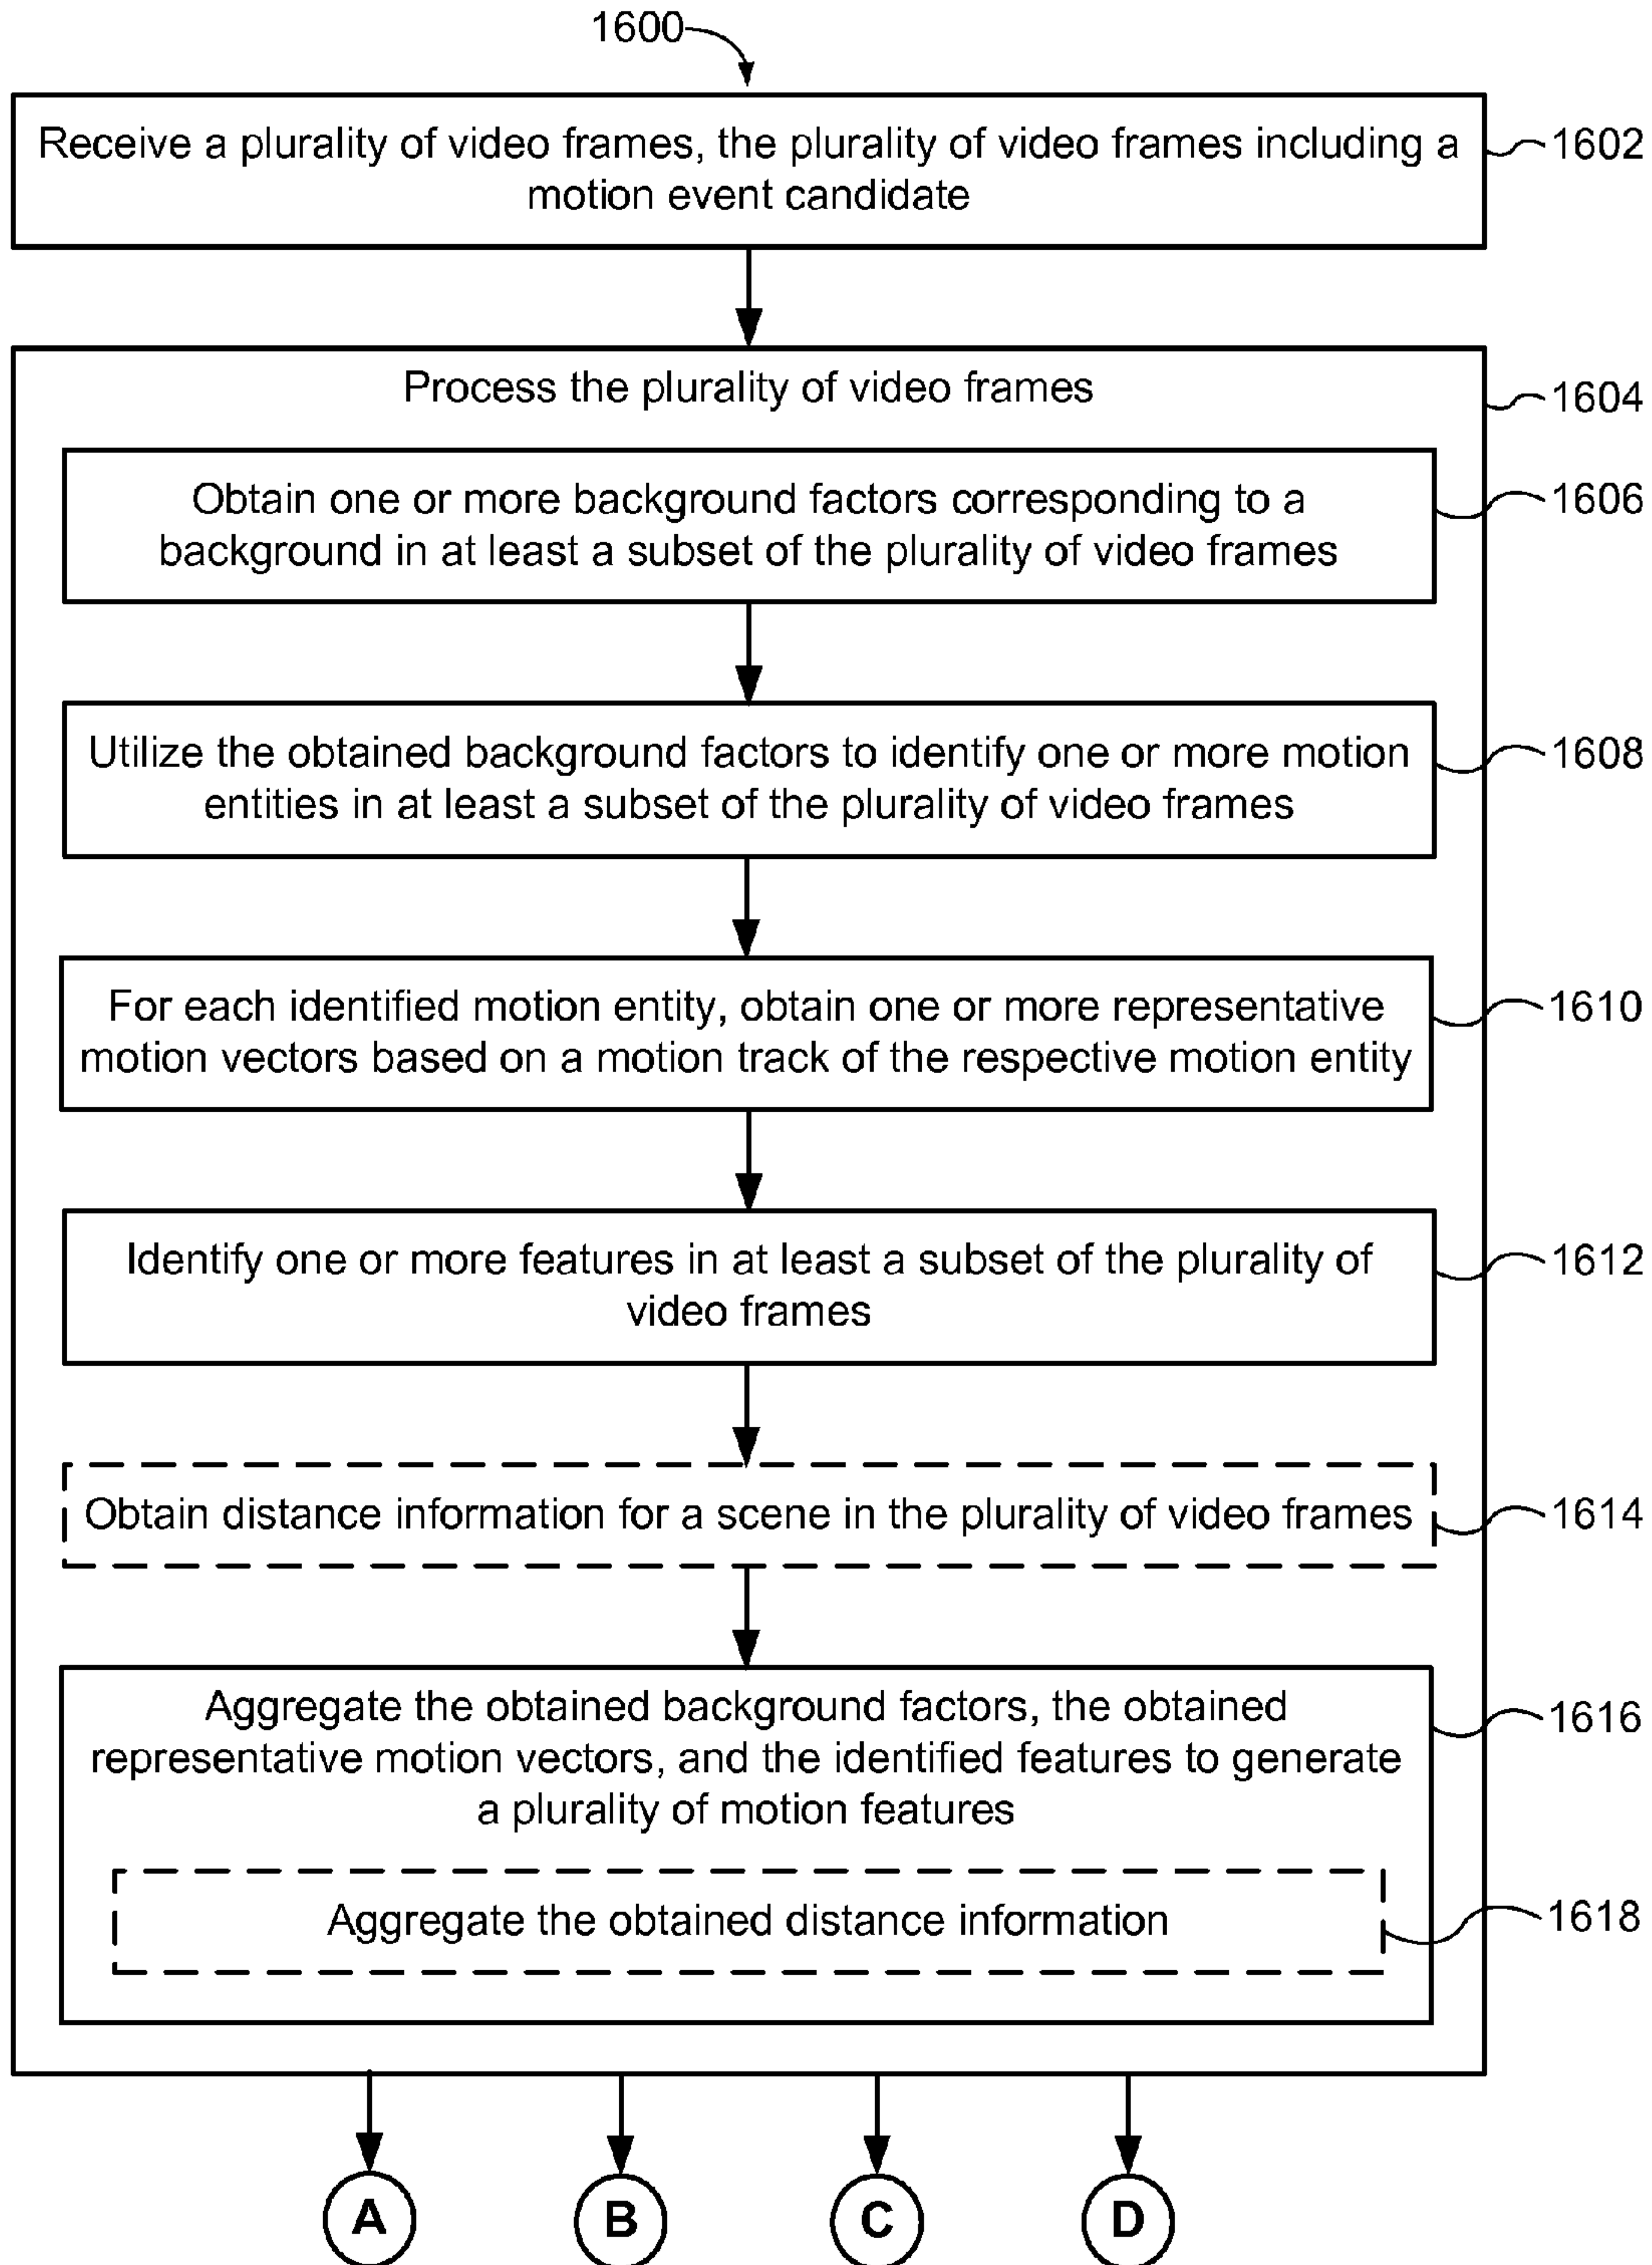 1600
Receive a plurality of video frames, the plurality of video frames including a
motion event candidate
1602
Process the plurality of video frames
1604
Obtain one or more background factors corresponding to a
background in at least a subset of the plurality of video frames
1606
Utilize the obtained background factors to identify one or more motion
entities in at least a subset of the plurality of video frames
1608
For each identified motion entity, obtain one or more representative
motion vectors based on a motion track of the respective motion entity
1610
Identify one or more features in at least a subset of the plurality of
video frames
1612
Obtain distance information for a scene in the plurality of video frames
1614
Aggregate the obtained background factors, the obtained
representative motion vectors, and the identified features to generate
a plurality of motion features
1616
Aggregate the obtained distance information
1618
A
B
C
D